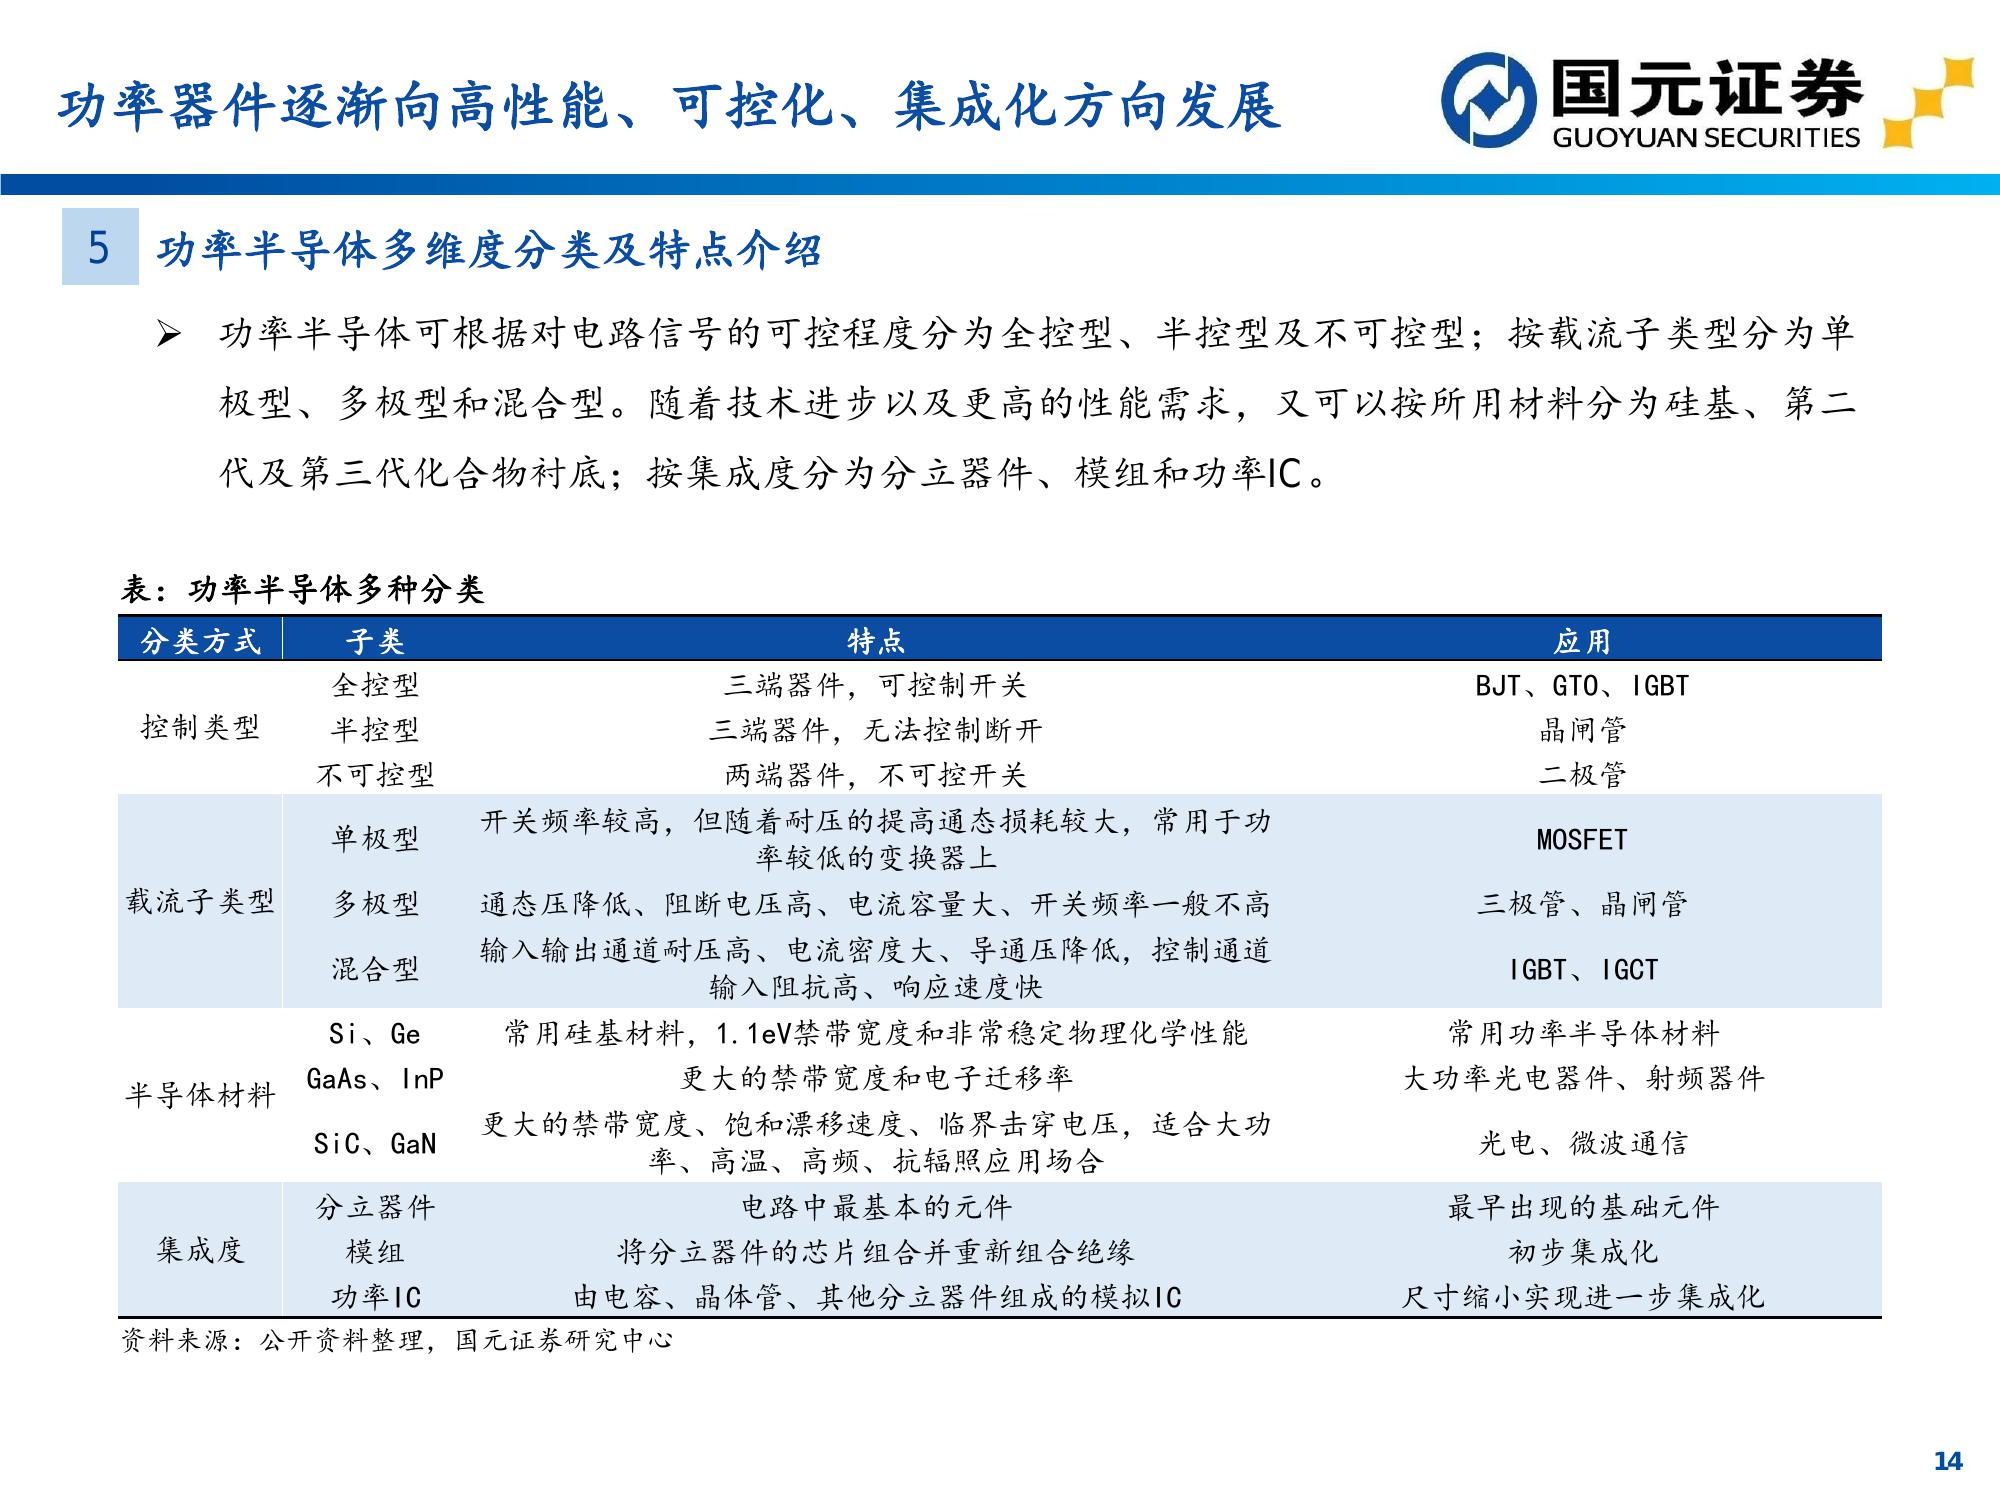 功率器件逐渐向高性能、可控化、集成化方向发展
国元证券
GUOYUAN SECURITIES
5 功率半导体多维度分类及特点介绍
➢ 功率半导体可根据对电路信号的可控程度分为全控型、半控型及不可控型；按载流子类型分为单
极型、多极型和混合型。随着技术进步以及更高的性能需求，又可以按所用材料分为硅基、第二
代及第三代化合物衬底；按集成度分为分立器件、模组和功率IC。
表：功率半导体多种分类
分类方式 子类 特点 应用
控制类型
全控型 三端器件，可控制开关 BJT、GTO、IGBT
半控型 三端器件，无法控制断开 晶闸管
不可控型 两端器件，不可控开关 二极管
载流子类型
单极型 开关频率较高，但随着耐压的提高通态损耗较大，常用于功
率较低的变换器上 MOSFET
多极型 通态压降低、阻断电压高、电流容量大、开关频率一般不高 三极管、晶闸管
混合型 输入输出通道耐压高、电流密度大、导通压降低，控制通道
输入阻抗高、响应速度快 IGBT、IGCT
半导体材料
Si、Ge 常用硅基材料，1.1eV禁带宽度和非常稳定物理化学性能 常用功率半导体材料
GaAs、InP 更大的禁带宽度和电子迁移率 大功率光电器件、射频器件
SiC、GaN 更大的禁带宽度、饱和漂移速度、临界击穿电压，适合大功
率、高温、高频、抗辐照应用场合 光电、微波通信
集成度
分立器件 电路中最基本的元件 最早出现的基础元件
模组 将分立器件的芯片组合并重新组合绝缘 初步集成化
功率IC 由电容、晶体管、其他分立器件组成的模拟IC 尺寸缩小实现进一步集成化
资料来源：公开资料整理，国元证券研究中心
14